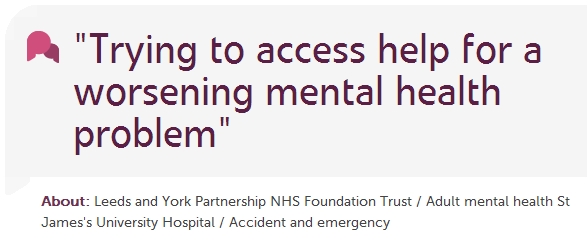 "Trying to access help for a
worsening mental health
problem"
About: Leeds and York Partnership NHS Foundation Trust / Adult mental health St
James's University Hospital / Accident and emergency